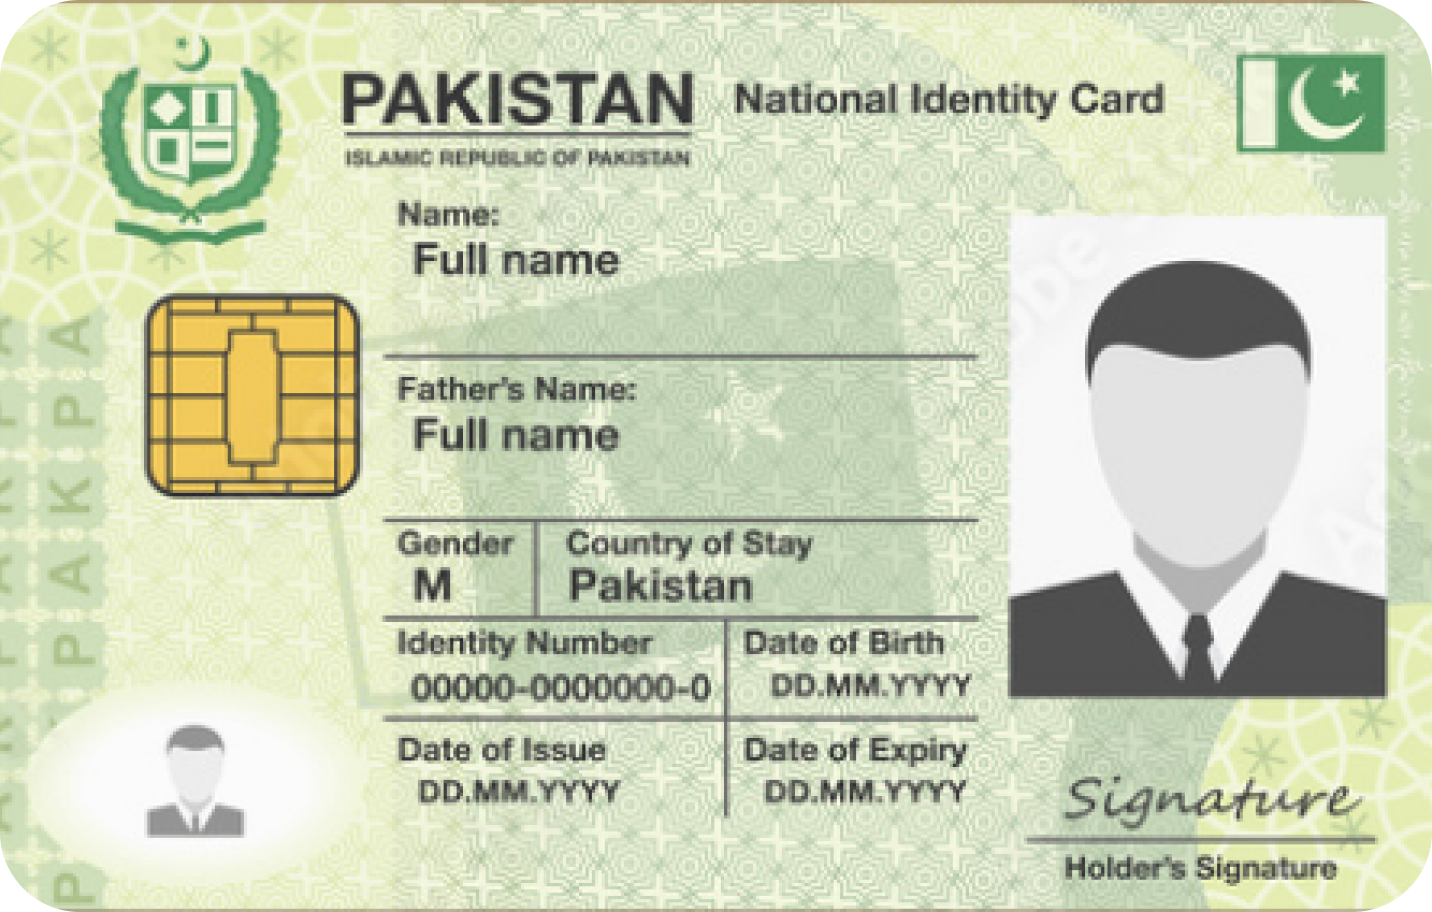 PAKISTAN National Identity Card
ISLAMIC REPUBLIC OF PAKISTAN
Name:
Full name
Father's Name:
Full name
Gender Country of Stay
M Pakistan
Identity Number Date of Birth
00000-0000000-0 DD.MM.YYYY
Date of Issue Date of Expiry
DD.MM.YYYY DD.MM.YYYY
Signature
Holder's Signature
PAKPA